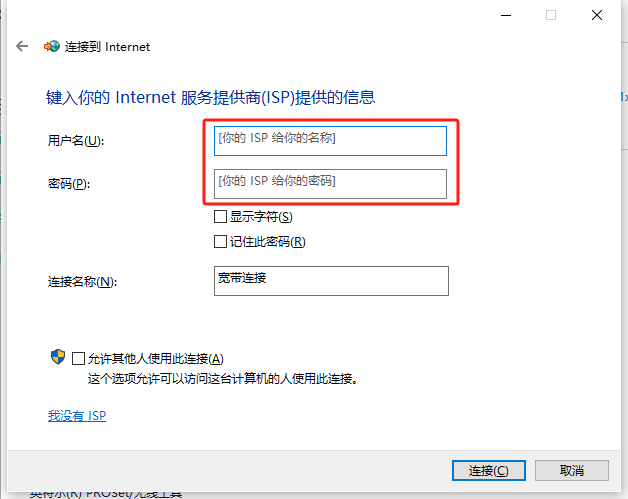 连接到 Internet
键入你的 Internet 服务提供商(ISP)提供的信息
用户名(U):
[你的 ISP 给你的名称]
密码(P):
[你的 ISP 给你的密码]
显示字符(S)
记住此密码(R)
连接名称(N):
宽带连接
允许其他人使用此连接(A)
这个选项允许可以访问这台计算机的人使用此连接。
我没有 ISP
连接(C)
取消
英特尔(R) PROSet/无线工具